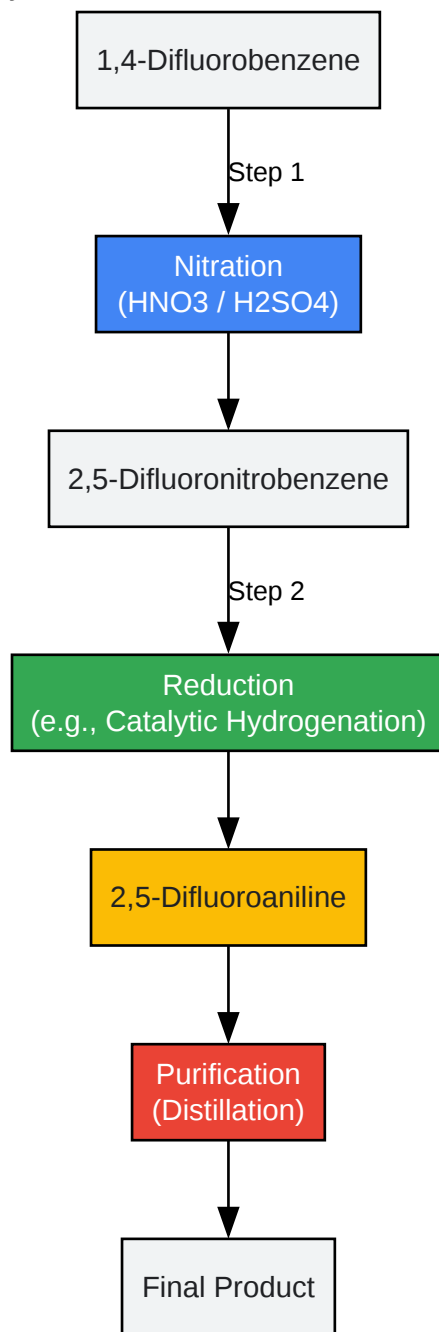 1,4-Difluorobenzene
Step 1
Nitration
(HNO3 / H2SO4)
2,5-Difluoronitrobenzene
Step 2
Reduction
(e.g., Catalytic Hydrogenation)
2,5-Difluoroaniline
Purification
(Distillation)
Final Product